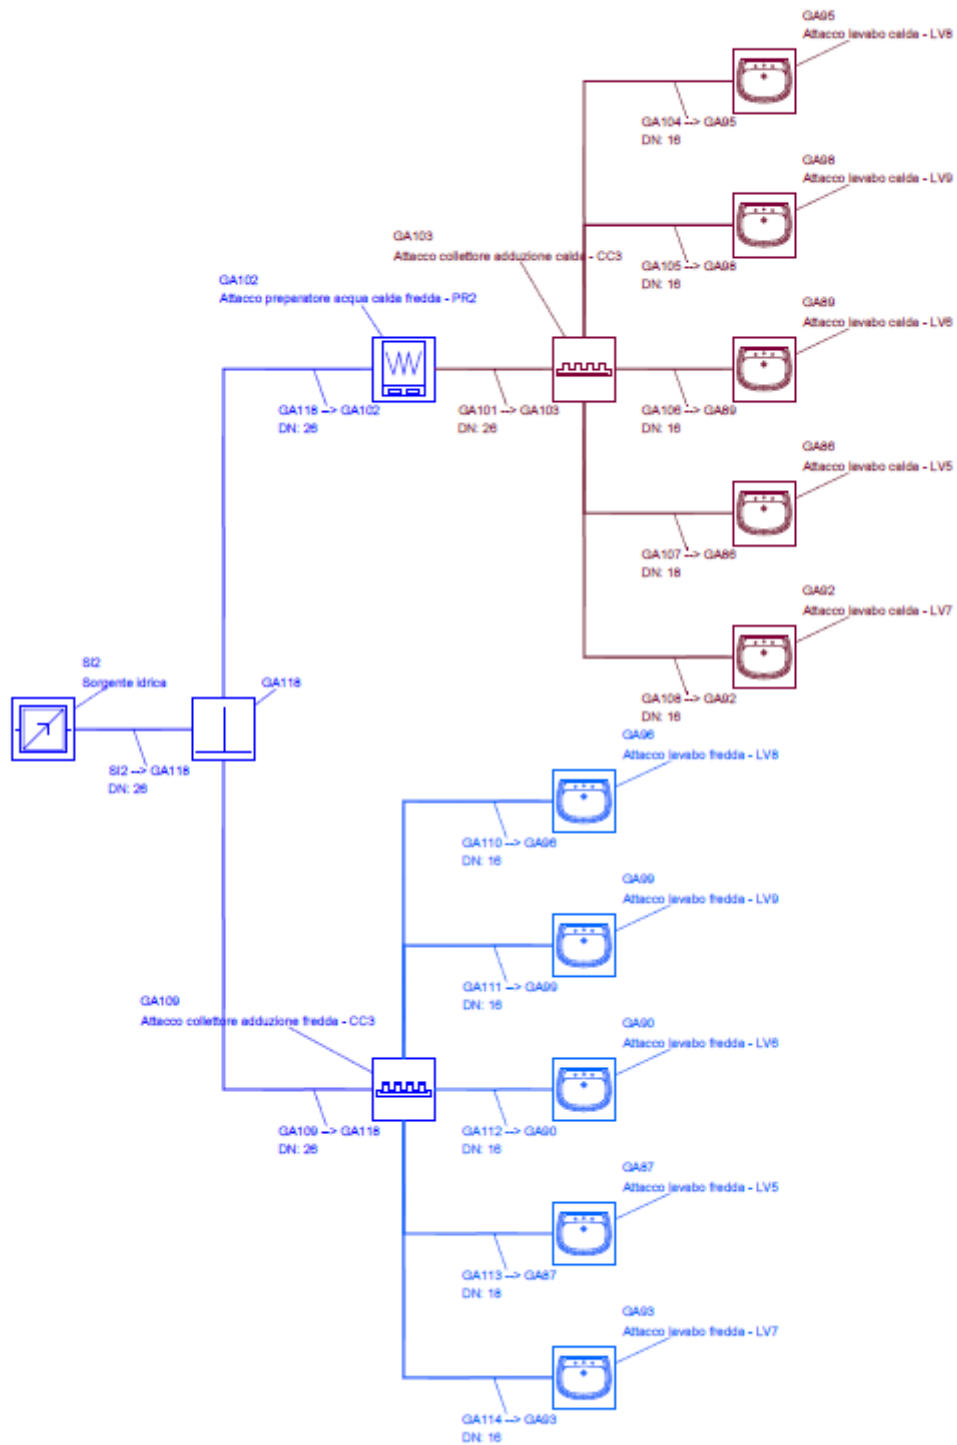 GA95
Attacco lavabo calda - LV8
GA104 --> GA95
DN: 16
GA98
Attacco lavabo calda - LV9
GA105 --> GA98
DN: 16
GA103
Attacco collettore adduzione calda - CC3
GA102
Attacco preparatore acqua calda fredda - PR2
GA89
Attacco lavabo calda - LV6
GA118 --> GA102
DN: 26
GA101 --> GA103
DN: 26
GA106 --> GA89
DN: 16
GA86
Attacco lavabo calda - LV5
GA107 --> GA86
DN: 16
GA92
Attacco lavabo calda - LV7
GA108 --> GA92
DN: 16
SI2
Sorgente idrica
GA118
SI2 --> GA118
DN: 26
GA96
Attacco lavabo fredda - LV8
GA110 --> GA96
DN: 16
GA99
Attacco lavabo fredda - LV9
GA111 --> GA99
DN: 16
GA109
Attacco collettore adduzione fredda - CC3
GA90
Attacco lavabo fredda - LV6
GA109 --> GA118
DN: 26
GA112 --> GA90
DN: 16
GA87
Attacco lavabo fredda - LV5
GA113 --> GA87
DN: 16
GA93
Attacco lavabo fredda - LV7
GA114 --> GA93
DN: 16